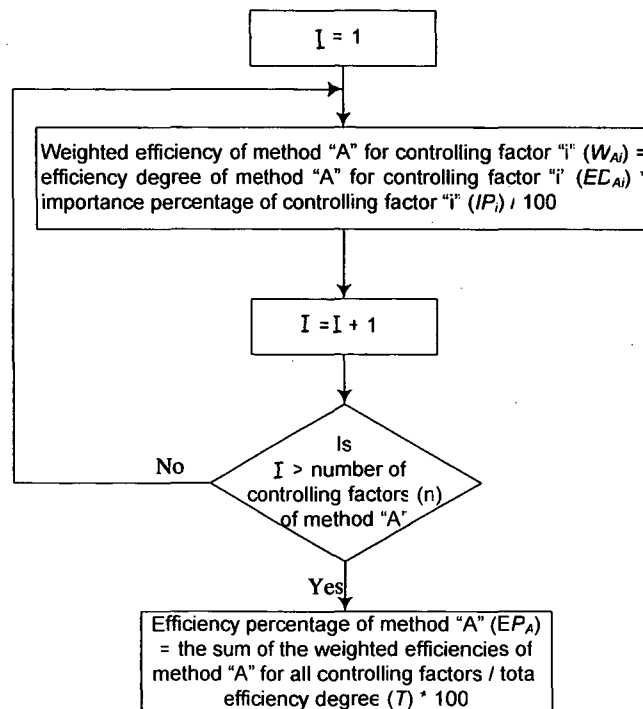 I = 1
Weighted efficiency of method "A" for controlling factor "i" (WAi) =
efficiency degree of method "A" for controlling factor "i' (EDAi) *
importance percentage of controlling factor "i" (IPi) / 100
I = I + 1
Is
I > number of
controlling factors (n)
of method "A"
No
Yes
Efficiency percentage of method "A" (EPA)
= the sum of the weighted efficiencies of
method "A" for all controlling factors / tota
efficiency degree (T) * 100